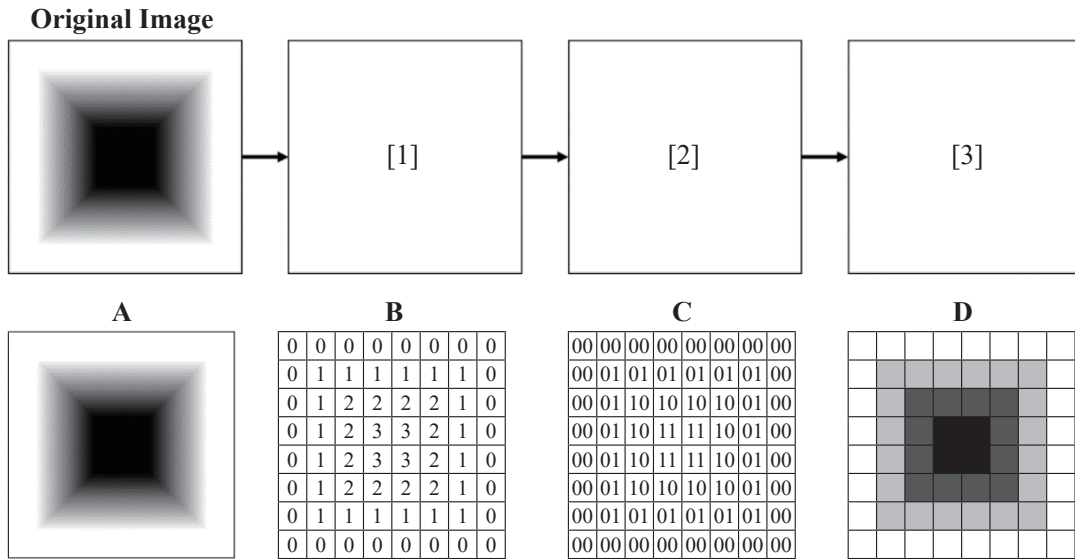 Original Image
[1] [2] [3]
A B C D
0 0 0 0 0 0 0 0
0 1 1 1 1 1 1 0
0 1 2 2 2 2 1 0
0 1 2 3 3 2 1 0
0 1 2 3 3 2 1 0
0 1 2 2 2 2 1 0
0 1 1 1 1 1 1 0
0 0 0 0 0 0 0 0
00 00 00 00 00 00 00 00
00 01 01 01 01 01 01 00
00 01 10 10 10 10 01 00
00 01 10 11 11 10 01 00
00 01 10 11 11 10 01 00
00 01 10 10 10 10 01 00
00 01 01 01 01 01 01 00
00 00 00 00 00 00 00 00